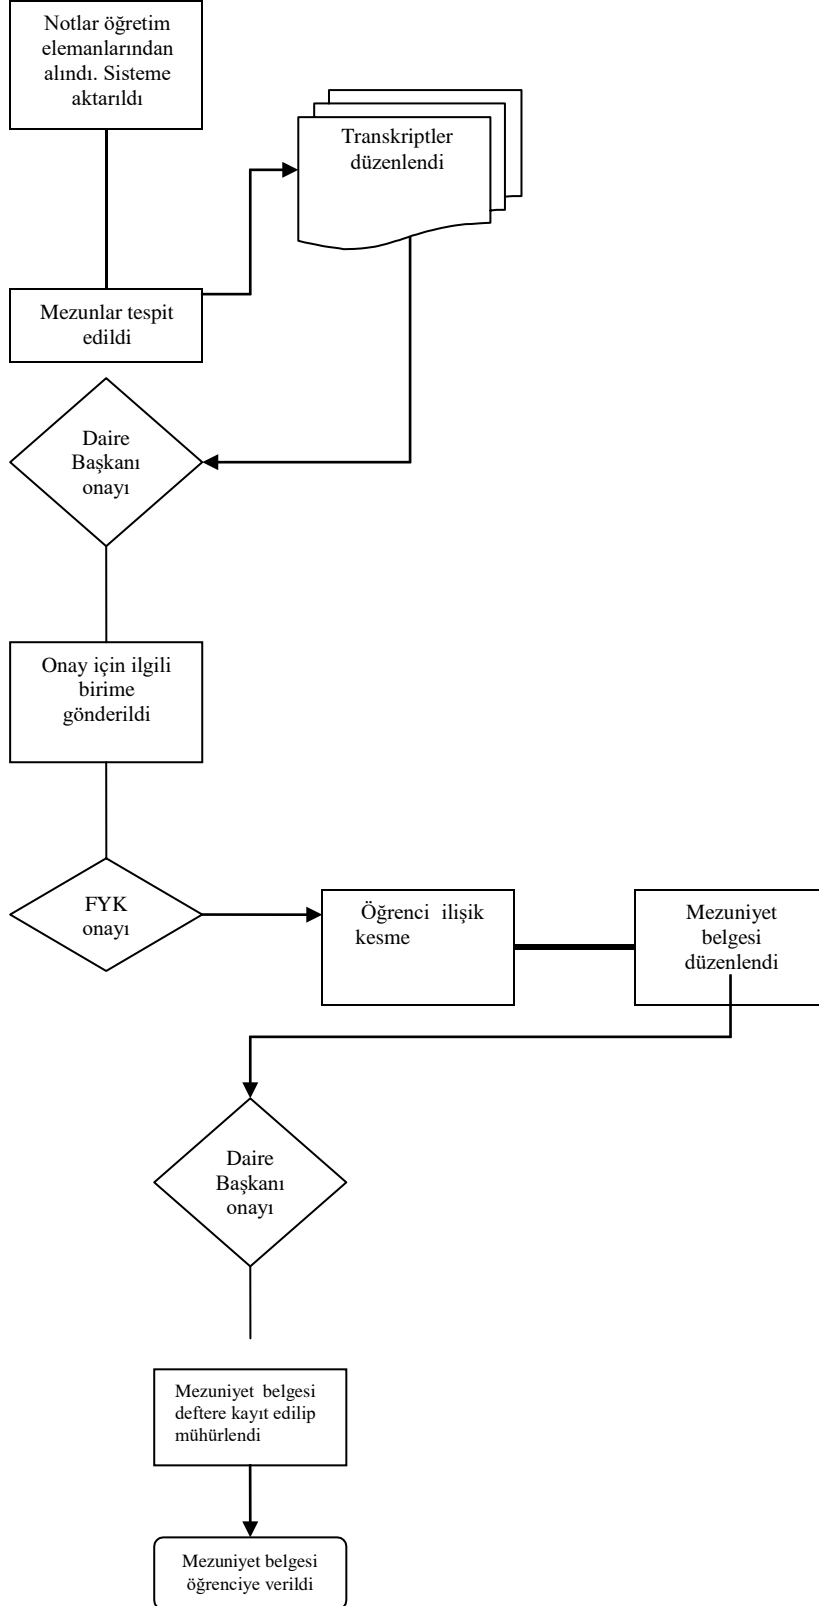 Notlar öğretim
elemanlarından
alındı. Sisteme
aktarıldı
Transkriptler
düzenlendi
Mezunlar tespit
edildi
Daire
Başkanı
onayı
Onay için ilgili
birime
gönderildi
FYK
onayı
Öğrenci ilişik
kesme
Mezuniyet
belgesi
düzenlendi
Daire
Başkanı
onayı
Mezuniyet belgesi
deftere kayıt edilip
mühürlendi
Mezuniyet belgesi
öğrenciye verildi